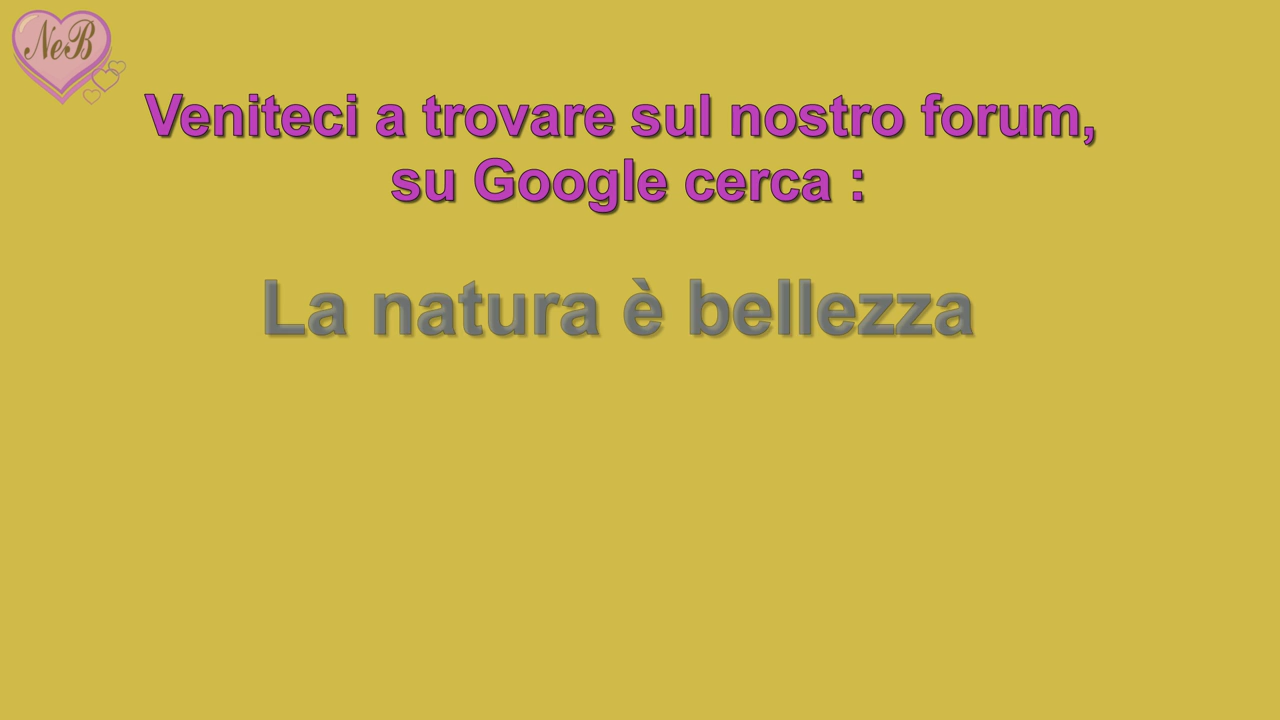 NeB
Veniteci a trovare sul nostro forum,
su Google cerca :
La natura è bellezza